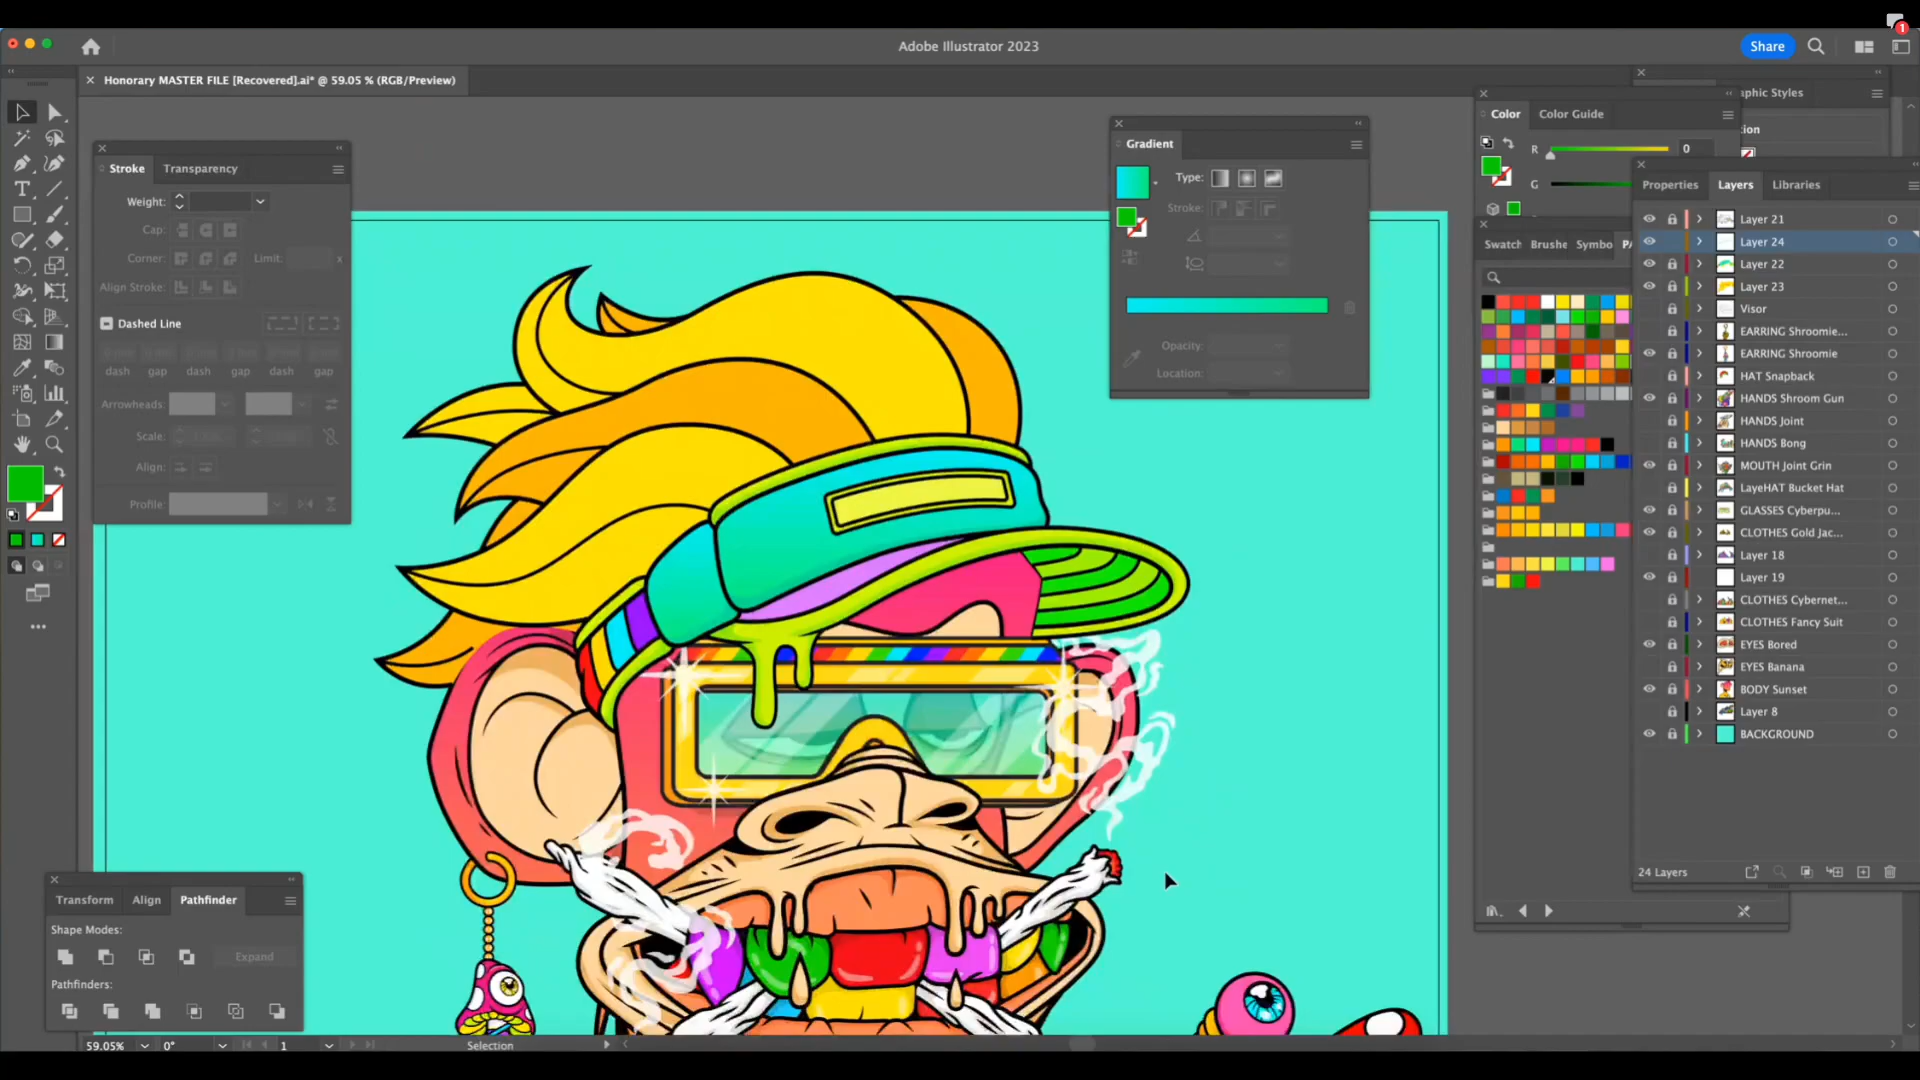 1
Adobe Illustrator 2023
Share
Honorary MASTER FILE [Recovered].ai* @ 59.05 % (RGB/Preview)
Stroke
Transparency
Weight:
Cap:
Corner:
Limit:
x
Align Stroke:
Dashed Line
dash
gap
dash
gap
dash
gap
Arrowheads:
Scale:
Align:
Profile:
Gradient
Type:
Stroke:
Opacity:
Location:
Color
Color Guide
R
0
G
aphic Styles
tion
Swatch
Brushe
Symbo
PA
Properties
Layers
Libraries
Layer 21
Layer 24
Layer 22
Layer 23
Visor
EARRING Shroomie...
EARRING Shroomie
HAT Snapback
HANDS Shroom Gun
HANDS Joint
HANDS Bong
MOUTH Joint Grin
LayeHAT Bucket Hat
GLASSES Cyberpu...
CLOTHES Gold Jac...
Layer 18
Layer 19
CLOTHES Cybernet...
CLOTHES Fancy Suit
EYES Bored
EYES Banana
BODY Sunset
Layer 8
BACKGROUND
24 Layers
Transform
Align
Pathfinder
Shape Modes:
Expand
Pathfinders:
59.05%
0°
1
Selection